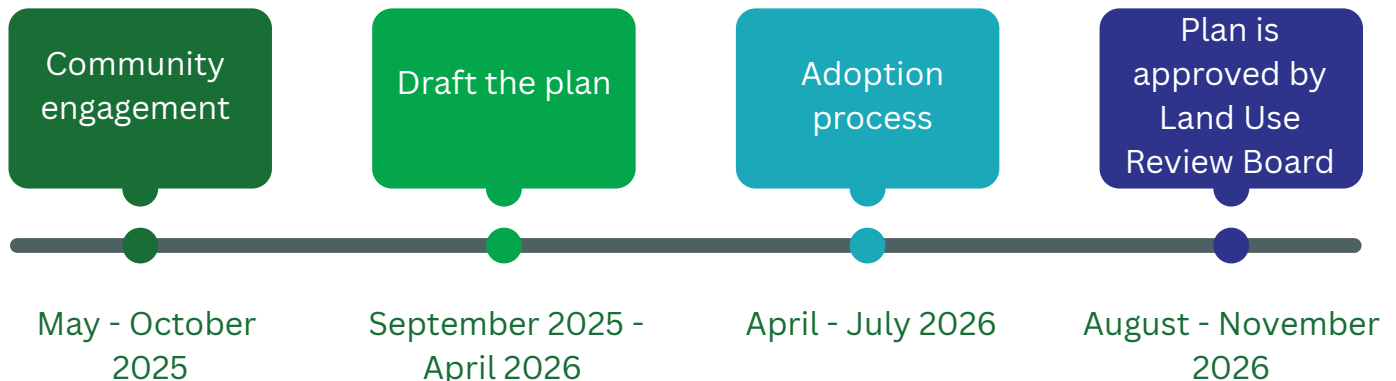 Community
engagement
Draft the plan
Adoption
process
Plan is
approved by
Land Use
Review Board
May - October
2025
September 2025 -
April 2026
April - July 2026
August - November
2026